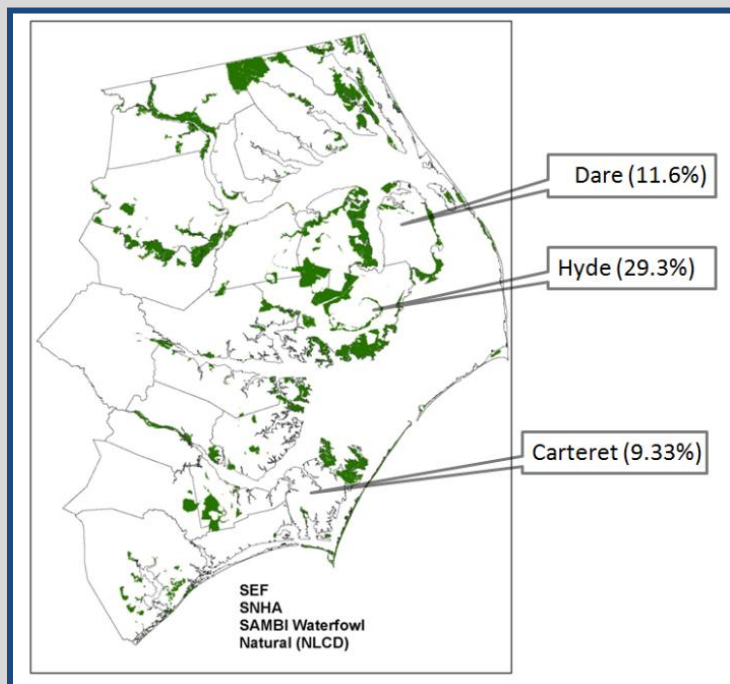 Dare (11.6%)
Hyde (29.3%)
Carteret (9.33%)
SEF
SNHA
SAMBI Waterfowl
Natural (NLCD)